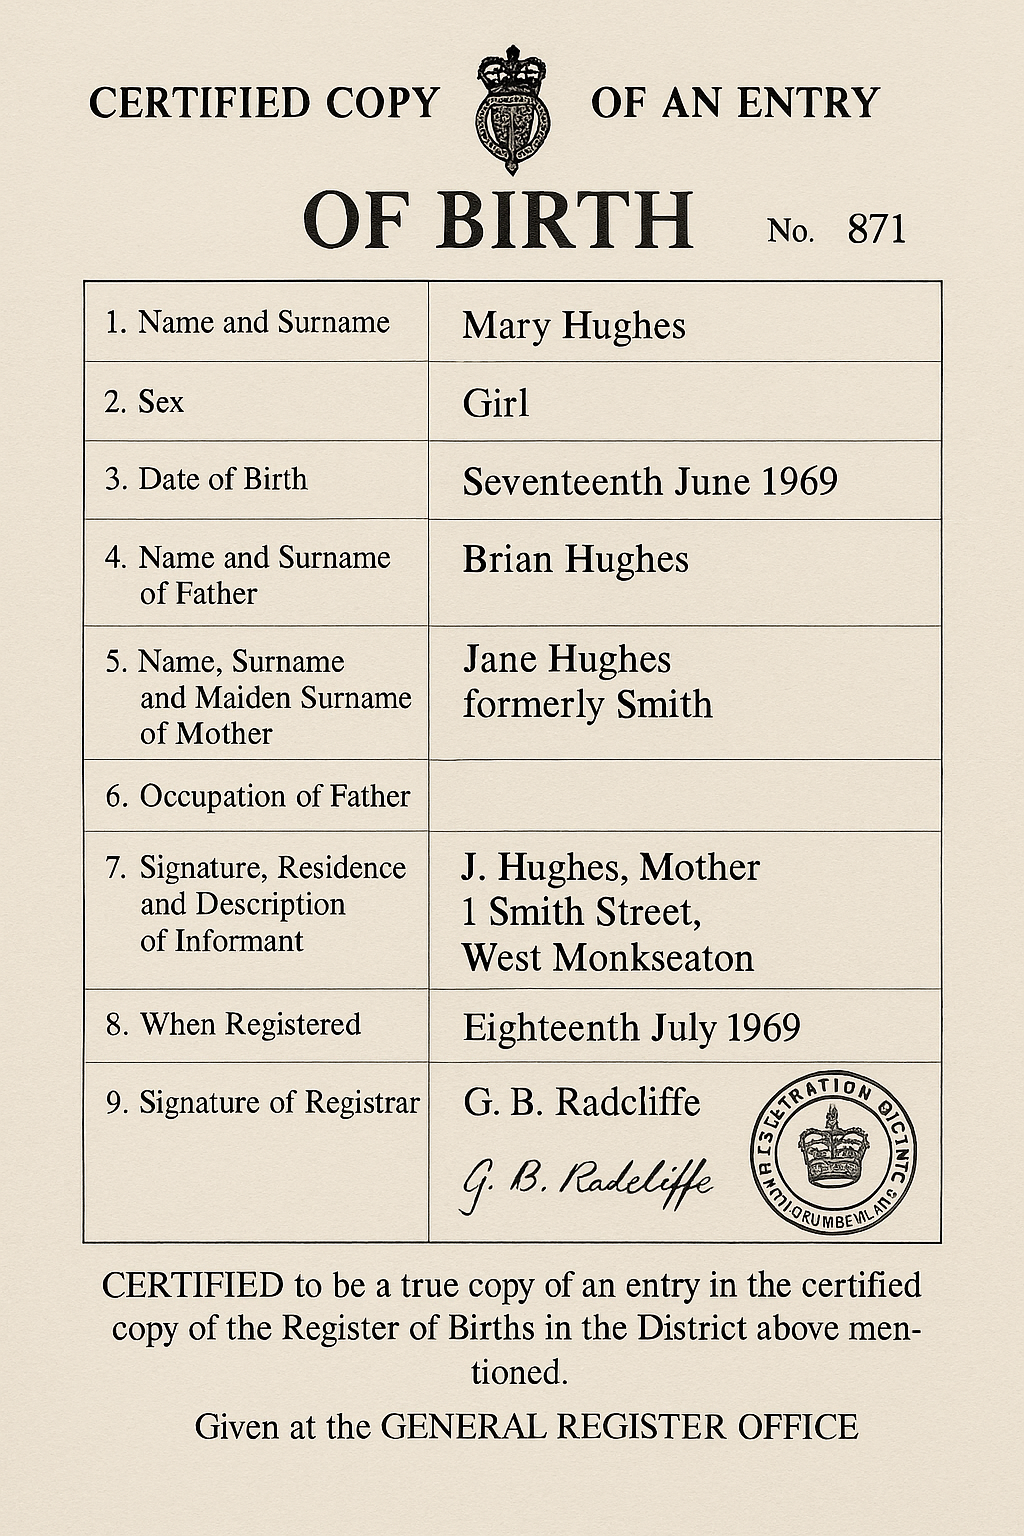 CERTIFIED COPY OF AN ENTRY
OF BIRTH No. 871
1. Name and Surname Mary Hughes
2. Sex Girl
3. Date of Birth Seventeenth June 1969
4. Name and Surname Brian Hughes
of Father
5. Name, Surname Jane Hughes
and Maiden Surname formerly Smith
of Mother
6. Occupation of Father
7. Signature, Residence J. Hughes, Mother
and Description 1 Smith Street,
of Informant West Monkseaton
8. When Registered Eighteenth July 1969
9. Signature of Registrar G. B. Radcliffe
G. B. Radcliffe
CERTIFIED to be a true copy of an entry in the certified
copy of the Register of Births in the District above men-
tioned.
Given at the GENERAL REGISTER OFFICE